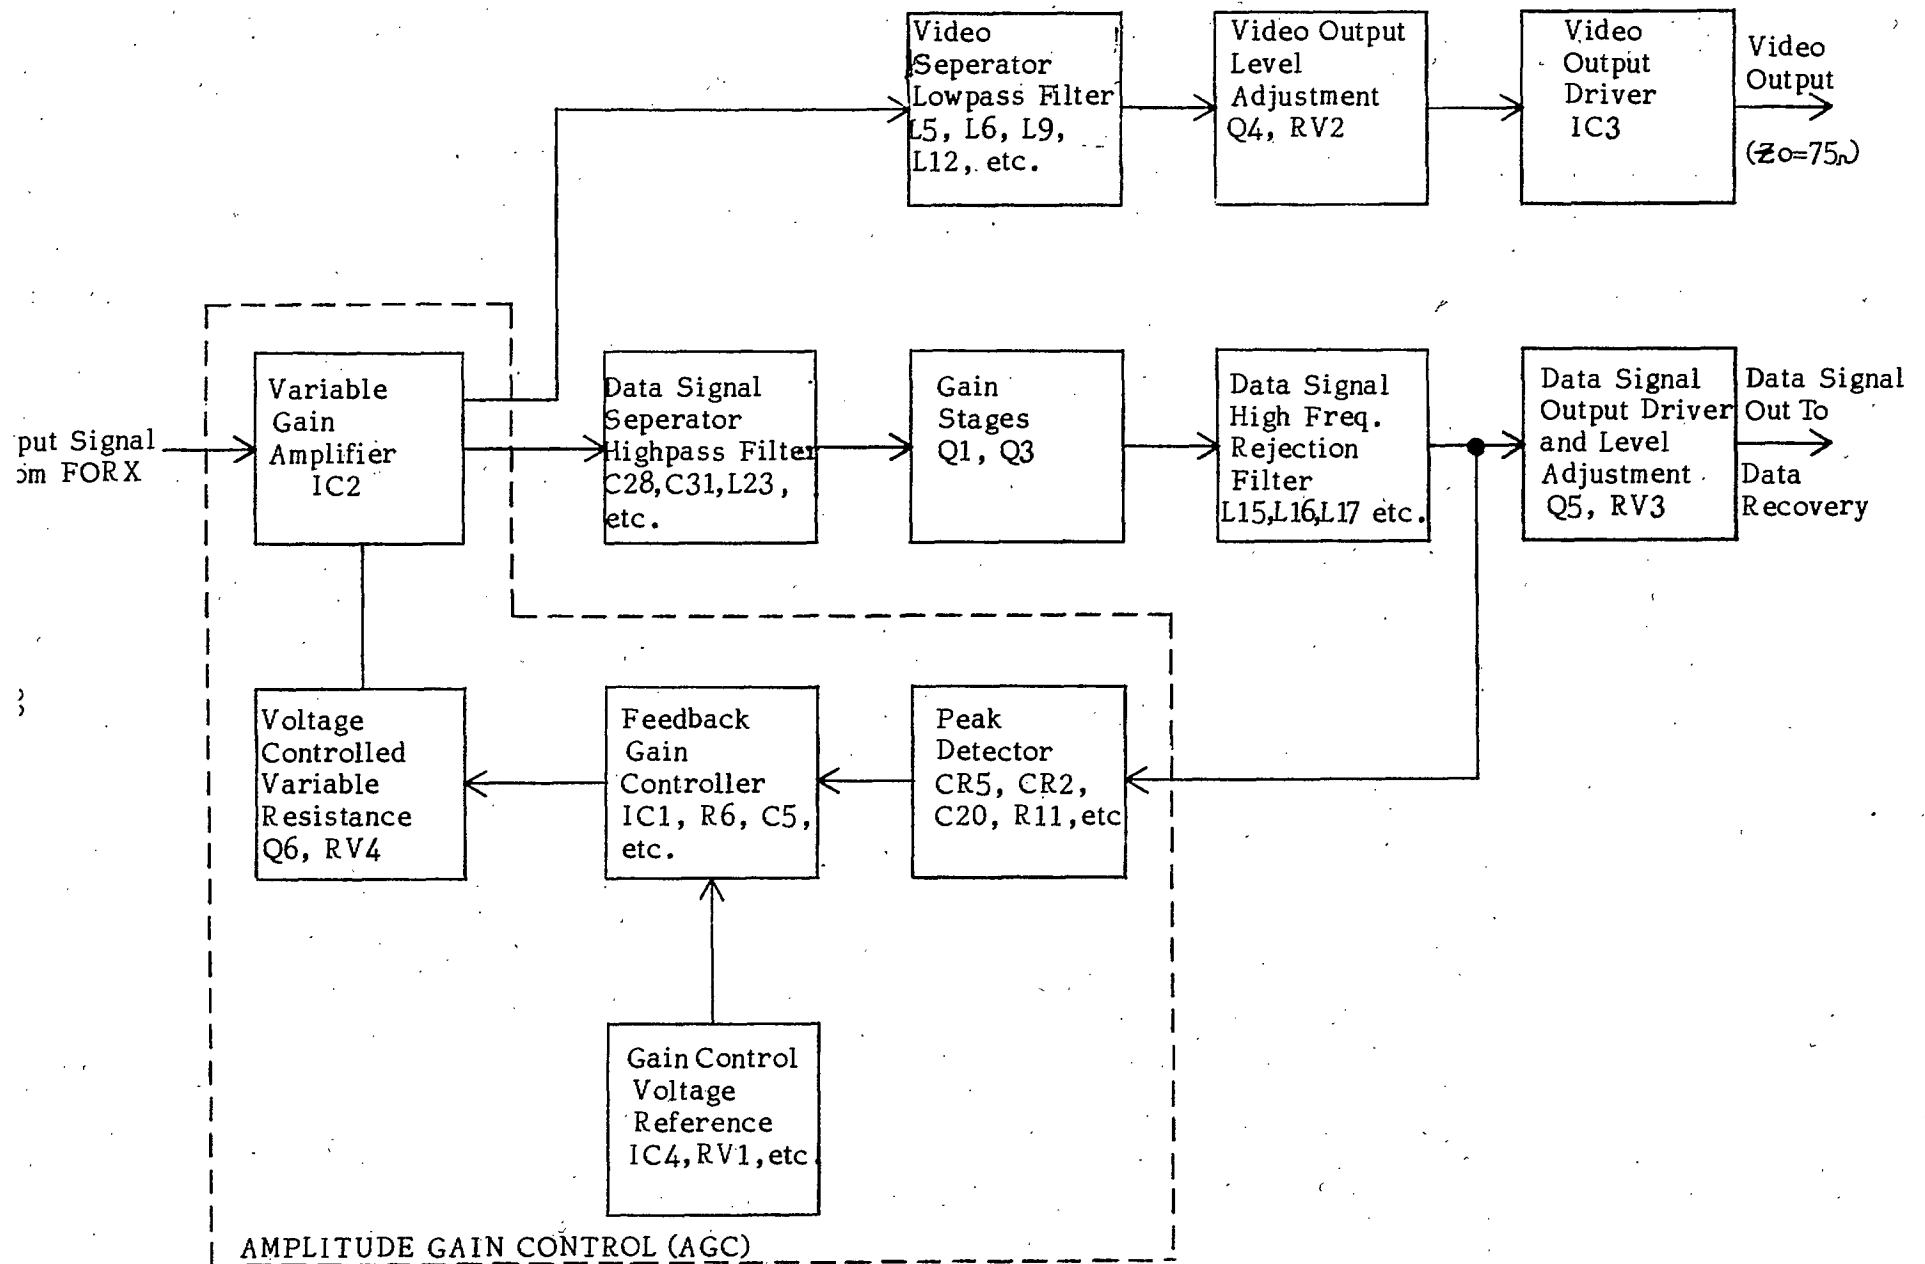 Video
Seperator
Lowpass Filter
L5, L6, L9,
L12, etc.
Video Output
Level
Adjustment
Q4, RV2
Video
Output
Driver
IC3
Video
Output
(Zo=75Ω)
Variable
Gain
Amplifier
IC2
Data Signal
Seperator
Highpass Filter
C28, C31, L23,
etc.
Gain
Stages
Q1, Q3
Data Signal
High Freq.
Rejection
Filter
L15, L16, L17 etc.
Data Signal
Output Driver
and Level
Adjustment
Q5, RV3
Data Signal
Out To
Data
Recovery
put Signal
om FORX
Voltage
Controlled
Variable
Resistance
Q6, RV4
Feedback
Gain
Controller
IC1, R6, C5,
etc.
Peak
Detector
CR5, CR2,
C20, R11, etc
Gain Control
Voltage
Reference
IC4, RV1, etc
AMPLITUDE GAIN CONTROL (AGC)